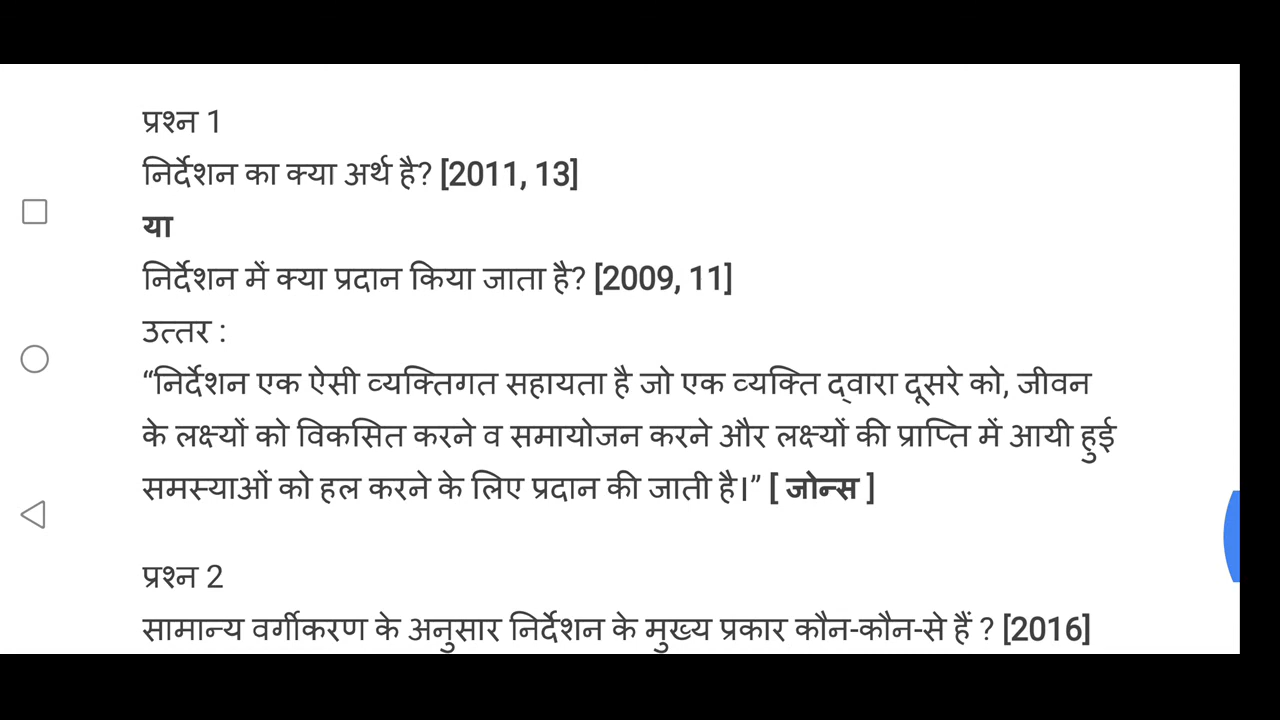 प्रश्न 1
निर्देशन का क्या अर्थ है? [2011, 13]
या
निर्देशन में क्या प्रदान किया जाता है? [2009, 11]
उत्तर :
“निर्देशन एक ऐसी व्यक्तिगत सहायता है जो एक व्यक्ति द्वारा दूसरे को, जीवन
के लक्ष्यों को विकसित करने व समायोजन करने और लक्ष्यों की प्राप्ति में आयी हुई
समस्याओं को हल करने के लिए प्रदान की जाती है।” [ जोन्स ]
प्रश्न 2
सामान्य वर्गीकरण के अनुसार निर्देशन के मुख्य प्रकार कौन-कौन-से हैं ? [2016]